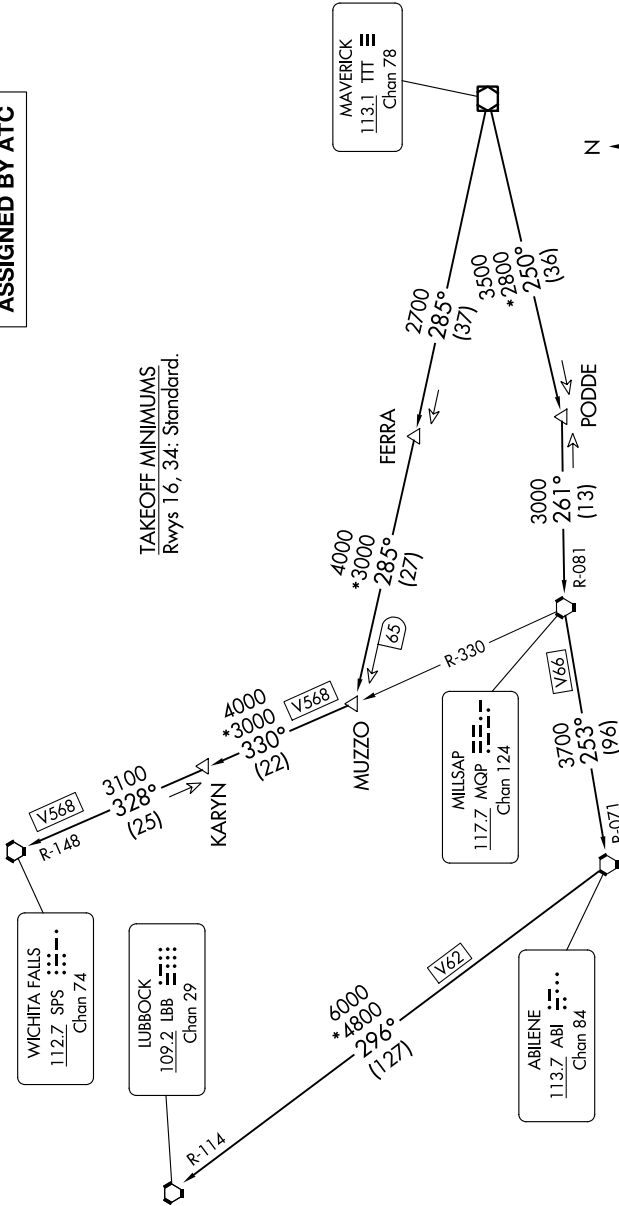 ASSIGNED BY ATC
TAKEOFF MINIMUMS
Rwys 16, 34: Standard.
MAVERICK
113.1 TTT
Chan 78
N
2700
285°
(37)
3500
*2800
250°
(36)
FERRA
PODDE
4000
*3000
285°
(27)
3000
261°
(13)
R-081
65
R-330
MUZZO
V568
4000
*3000
330°
(22)
KARYN
3100
328°
(25)
V568
R-148
WICHITA FALLS
112.7 SPS
Chan 74
LUBBOCK
109.2 LBB
Chan 29
MILLSAP
117.7 MQP
Chan 124
V66
3700
253°
(96)
R-071
ABILENE
113.7 ABI
Chan 84
V62
6000
*4800
296°
(127)
R-114